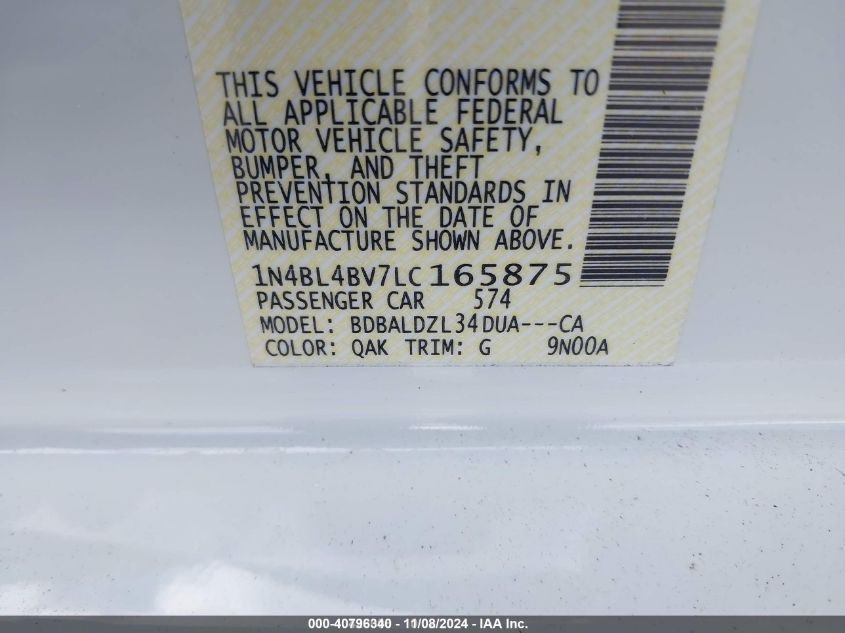 THIS VEHICLE CONFORMS TO
ALL APPLICABLE FEDERAL
MOTOR VEHICLE SAFETY,
BUMPER, AND THEFT
PREVENTION STANDARDS IN
EFFECT ON THE DATE OF
MANUFACTURE SHOWN ABOVE.
1N4BL4BV7LC165875
PASSENGER CAR 574
MODEL: BDBALDZL34DUA---CA
COLOR: QAK TRIM: G 9N00A
000-40796340 - 11/08/2024 - IAA Inc.